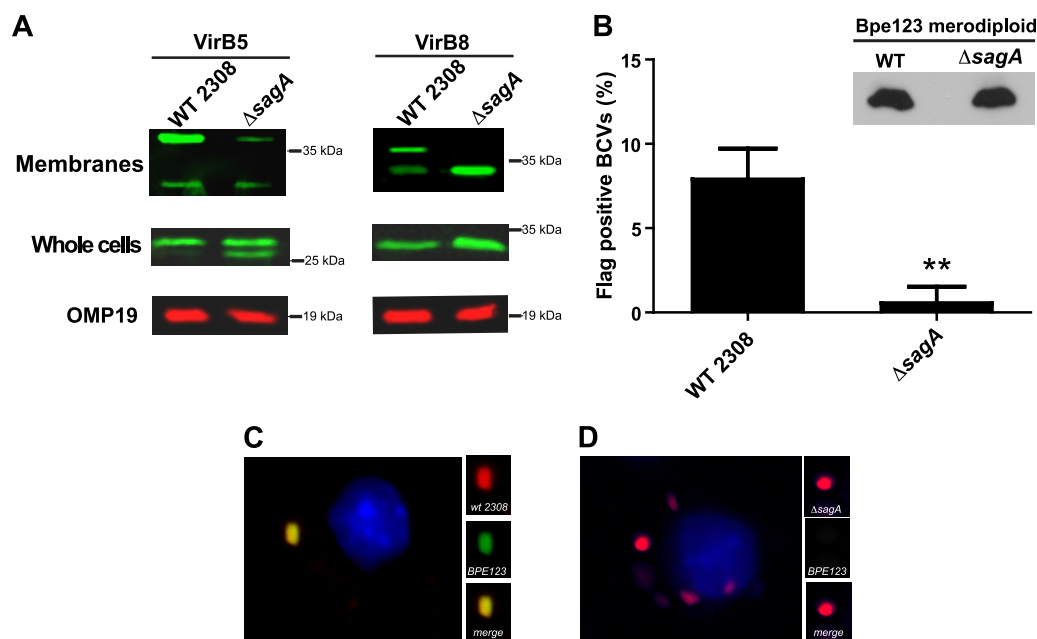 A
VirB5
VirB8
WT 2308
ΔsagA
WT 2308
ΔsagA
Membranes
35 kDa
35 kDa
Whole cells
25 kDa
35 kDa
OMP19
19 kDa
19 kDa
B
Bpe123 merodiploid
WT
ΔsagA
Flag positive BCVs (%)
15
10
5
0
**
WT 2308
ΔsagA
C
wt 2308
BPE123
merge
D
ΔsagA
BPE123
merge